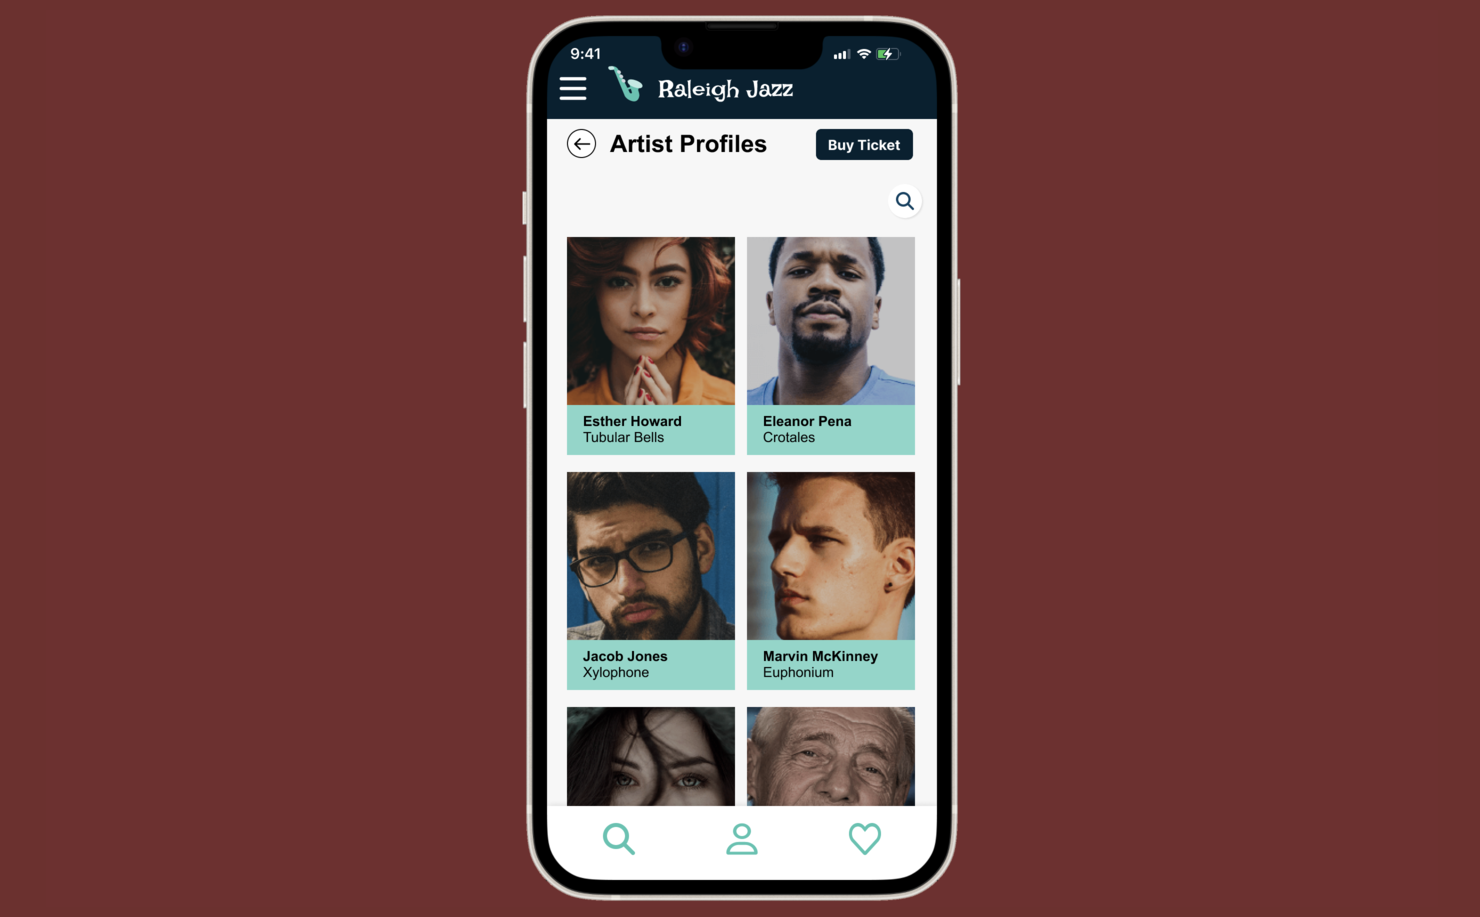 9:41
Raleigh Jazz
Artist Profiles
Buy Ticket
Esther Howard
Tubular Bells
Eleanor Pena
Crotales
Jacob Jones
Xylophone
Marvin McKinney
Euphonium